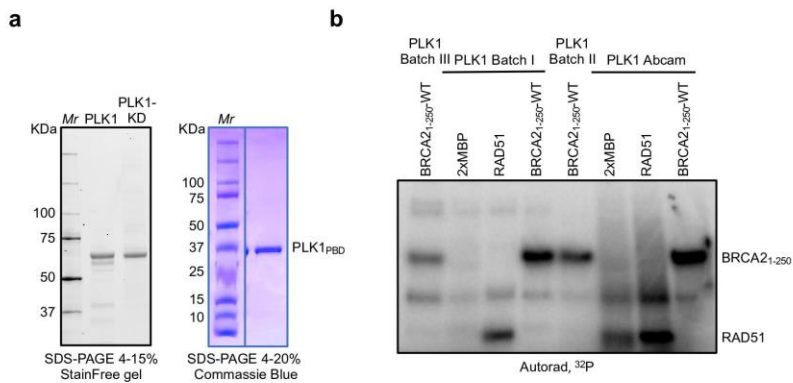 a
Mr PLK1 PLK1-KD
KDa
100
75
50
37
SDS-PAGE 4-15%
StainFree gel
Mr
KDa
100
75
50
37
25
15
10
PLK1PBD
SDS-PAGE 4-20%
Commassie Blue
b
PLK1
Batch III
PLK1 Batch I
PLK1
Batch II
PLK1 Abcam
BRCA21-250-WT
2xMBP
RAD51
BRCA21-250-WT
BRCA21-250-WT
2xMBP
RAD51
BRCA21-250-WT
BRCA21-250
RAD51
Autorad, 32P